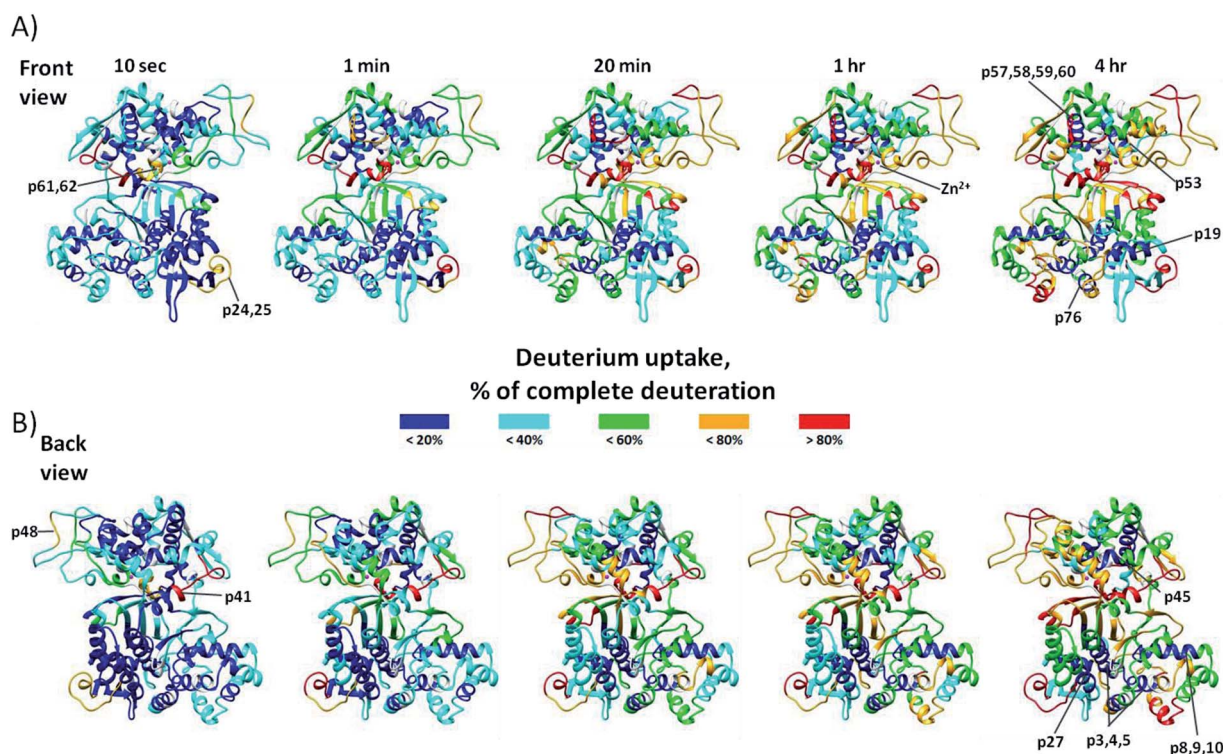 A)
Front
view
10 sec
1 min
20 min
1 hr
4 hr
p57,58,59,60
p61,62
p53
Zn²⁺
p19
p24,25
p76
Deuterium uptake,
% of complete deuteration
< 20%
< 40%
< 60%
< 80%
> 80%
B)
Back
view
p48
p41
p45
p27
p3,4,5
p8,9,10